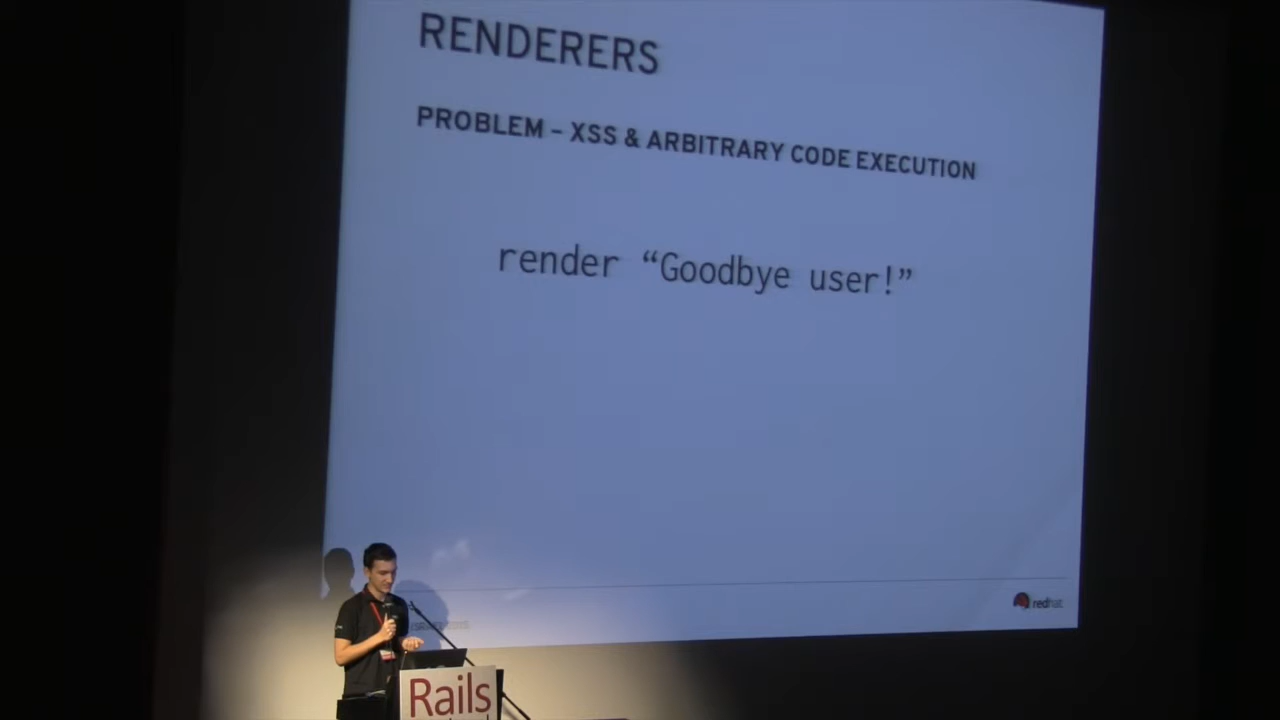 RENDERERS
PROBLEM – XSS & ARBITRARY CODE EXECUTION
render “Goodbye user!”
redhat
Rails